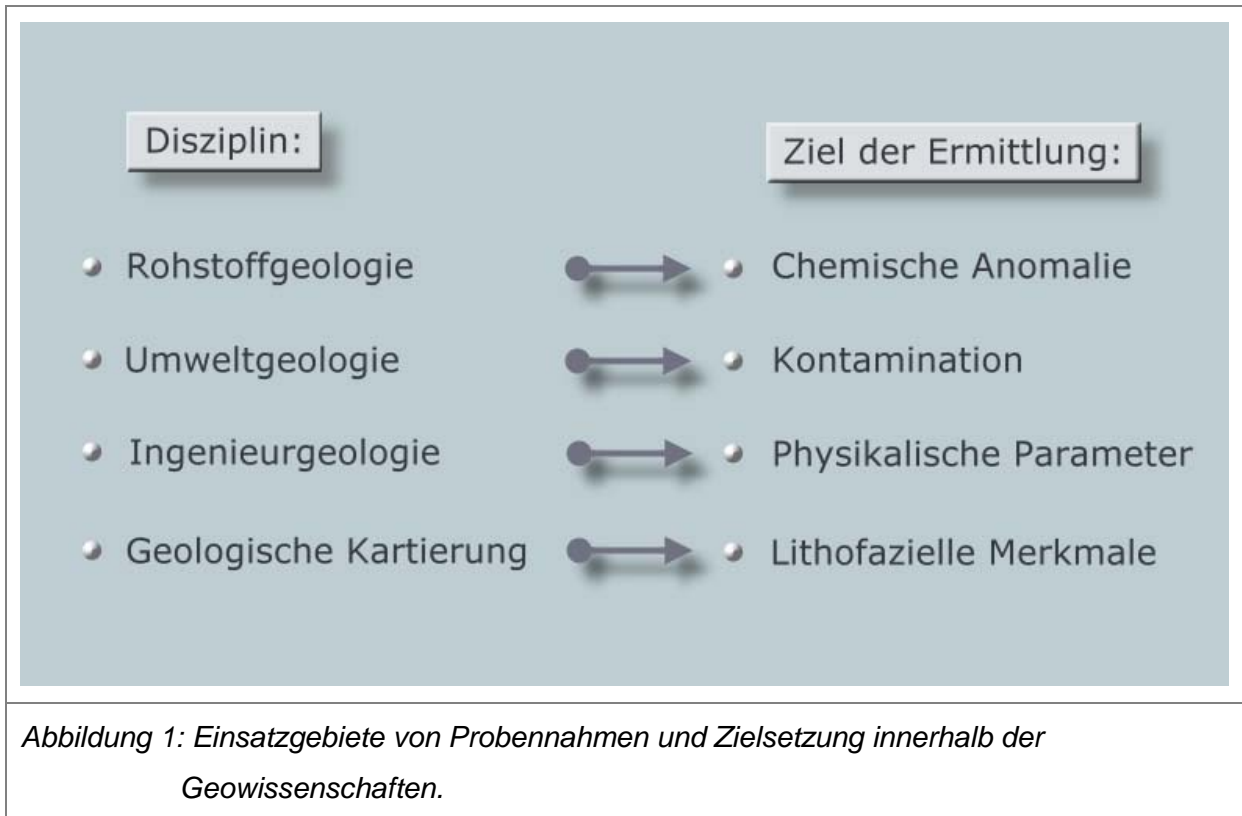 Disziplin:
Ziel der Ermittlung:
Rohstoffgeologie
Chemische Anomalie
Umweltgeologie
Kontamination
Ingenieurgeologie
Physikalische Parameter
Geologische Kartierung
Lithofazielle Merkmale
Abbildung 1: Einsatzgebiete von Probennahmen und Zielsetzung innerhalb der
Geowissenschaften.